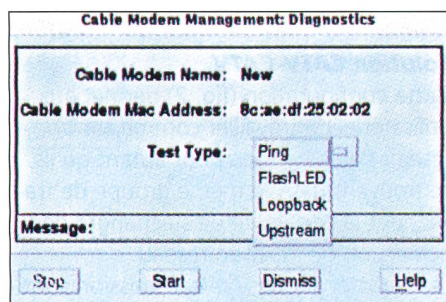 Cable Modem Management: Diagnostics
Cable Modem Name: New
Cable Modem Mac Address: 8c:ae:df:25:02:02
Test Type: Ping
FlashLED
Loopback
Upstream
Message:
Stop Start Dismiss Help